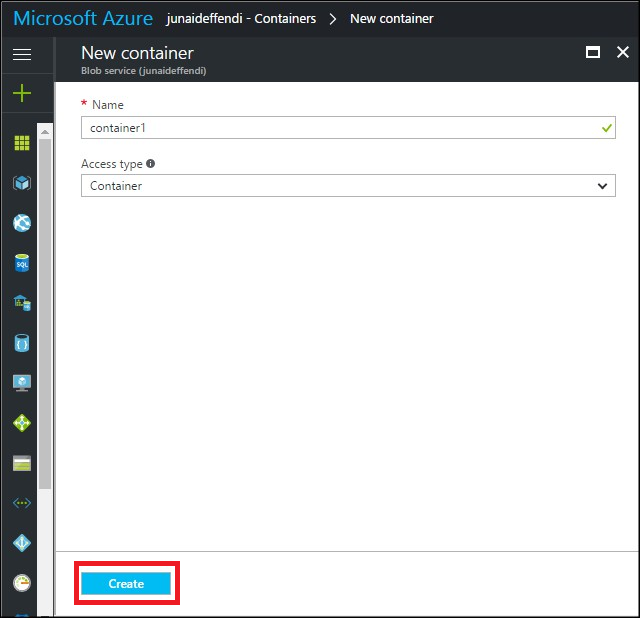 Microsoft Azure junaideffendi - Containers > New container
New container
Blob service (junaideffendi)
* Name
container1
Access type
Container
SQL
Create